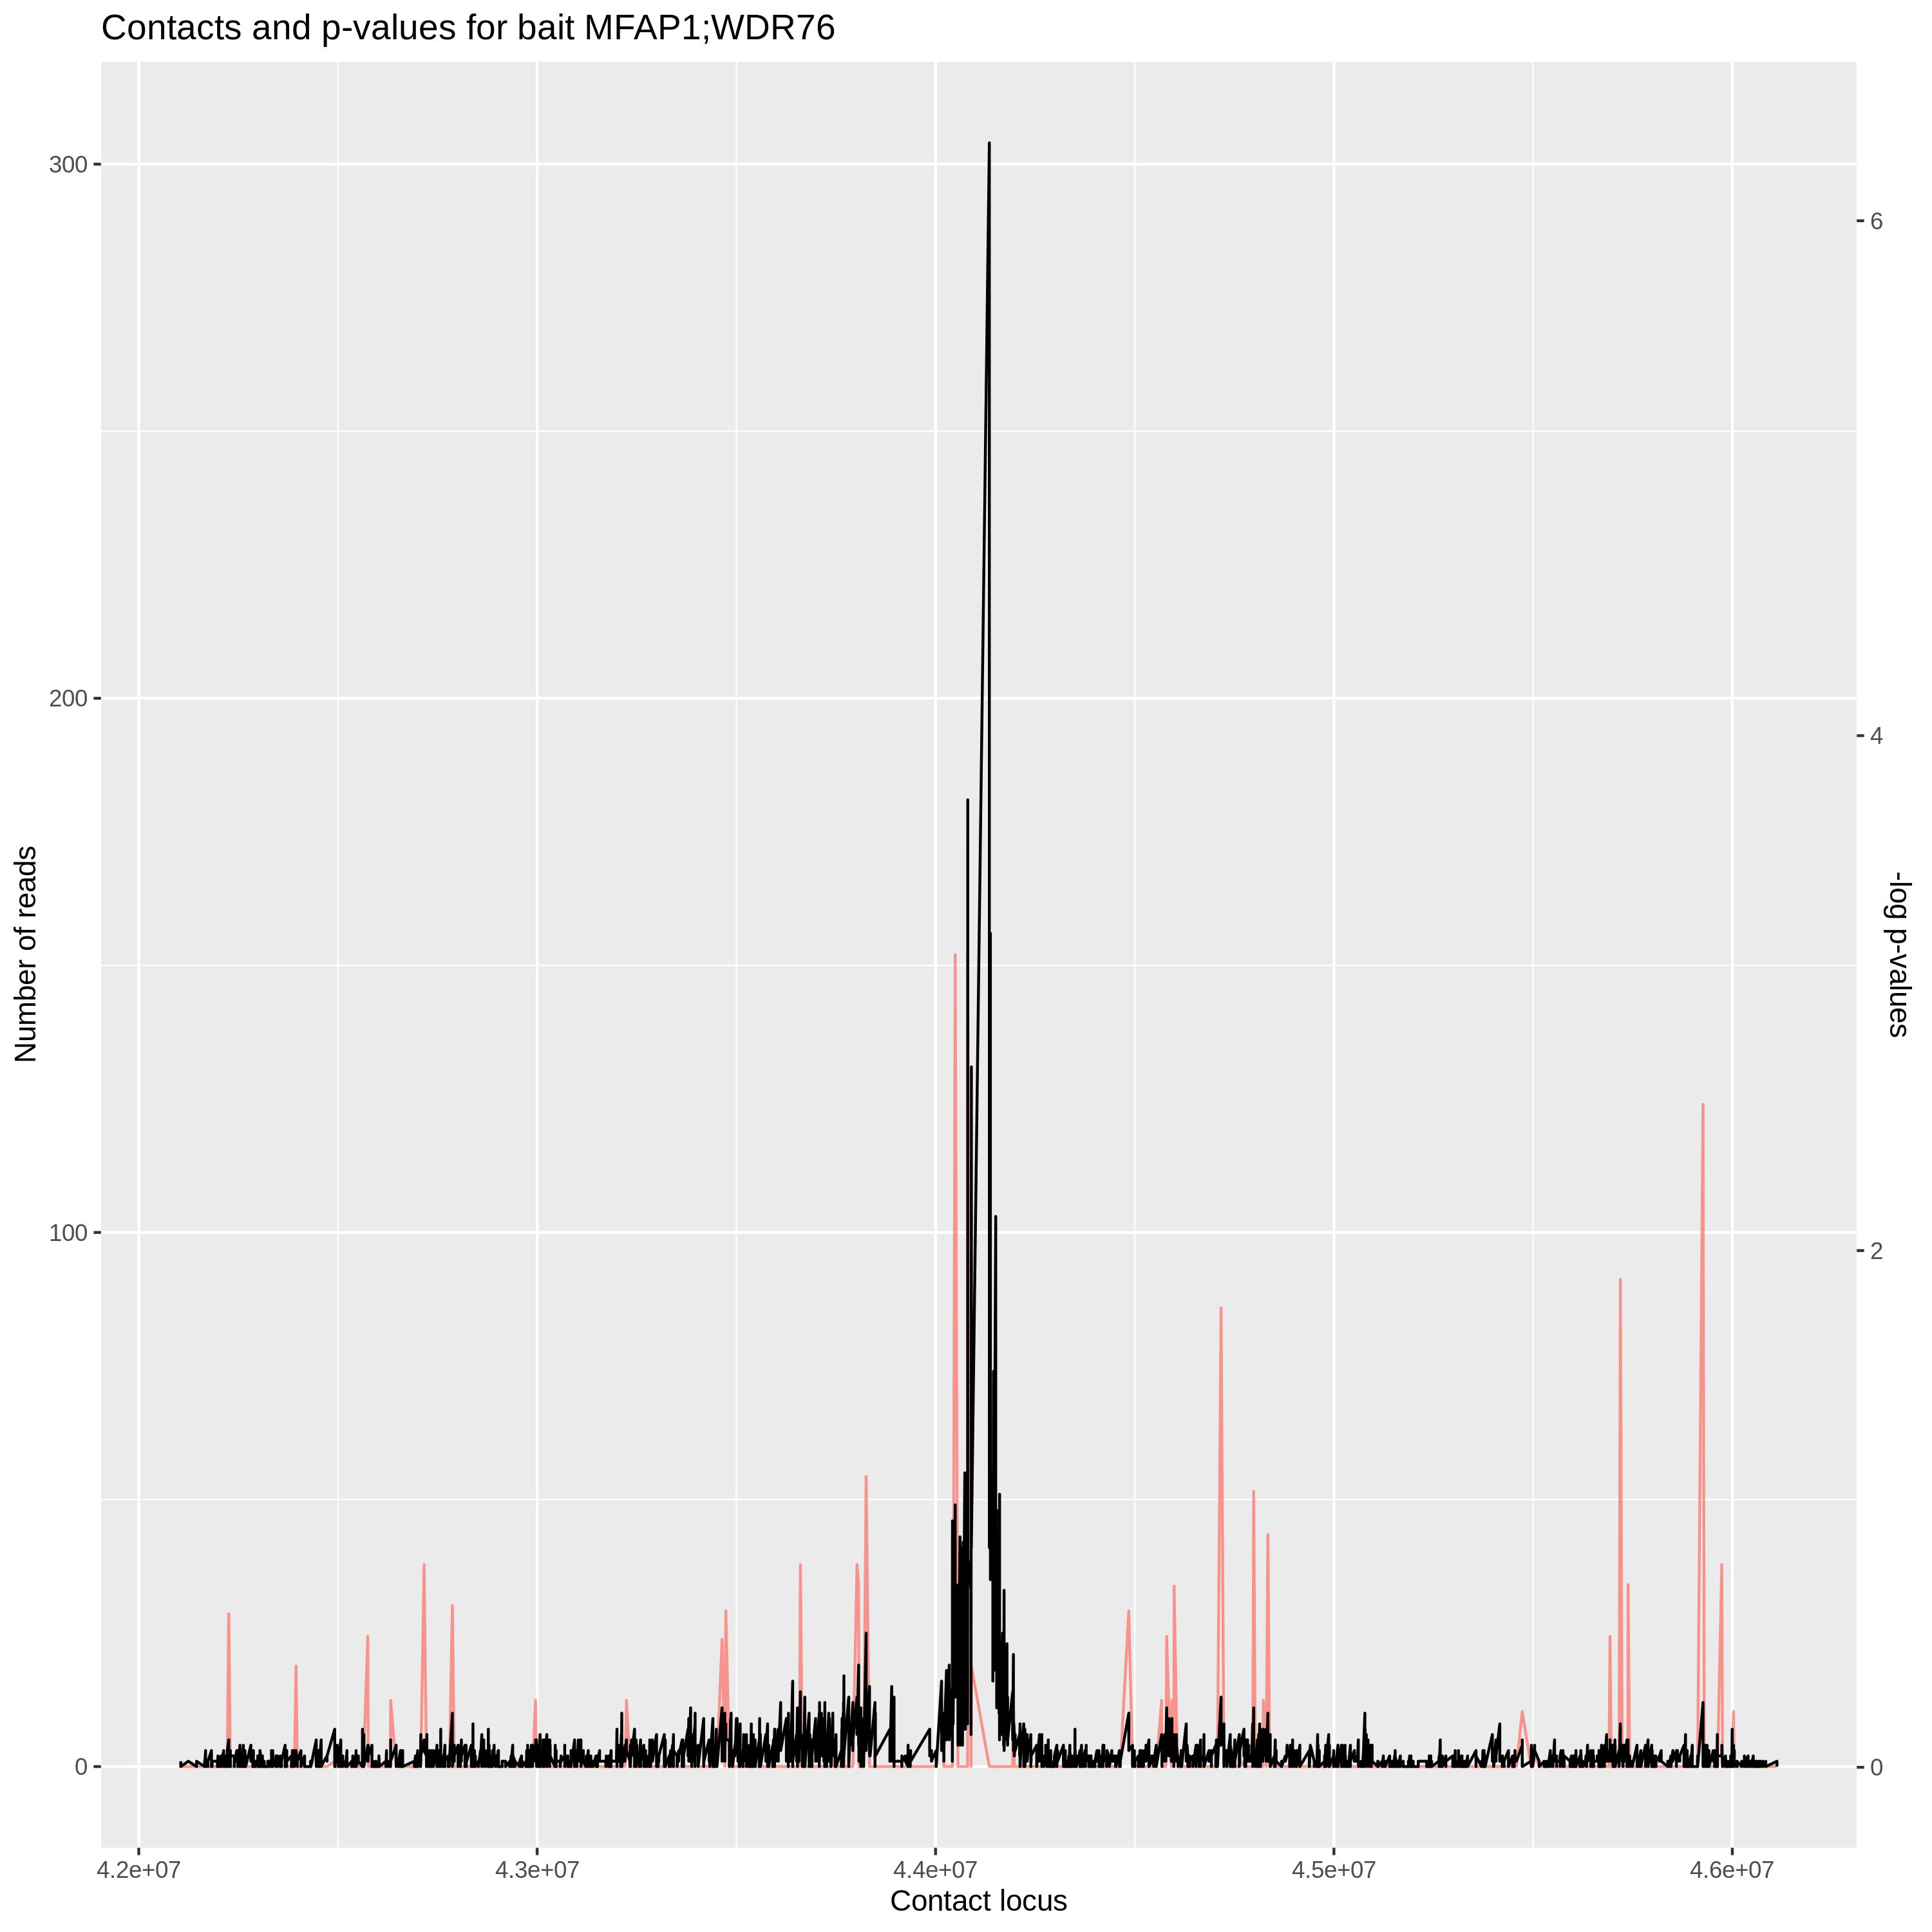 Contacts and p-values for bait MFAP1;WDR76
300
200
100
0
Number of reads
6
4
2
0
-log p-values
4.2e+07
4.3e+07
4.4e+07
4.5e+07
4.6e+07
Contact locus